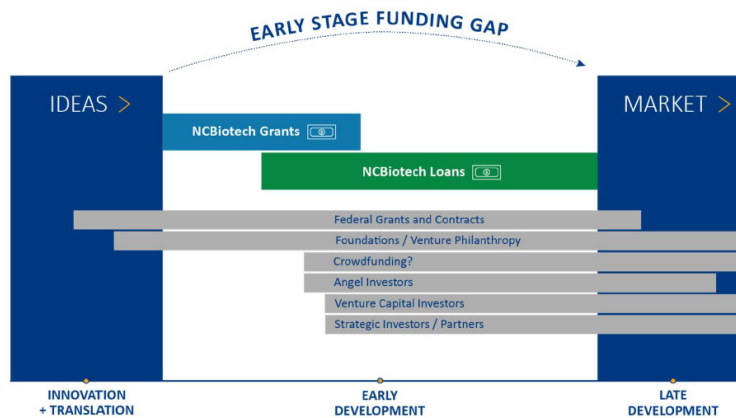 EARLY STAGE FUNDING GAP
IDEAS >
MARKET >
NCBiotech Grants
NCBiotech Loans
Federal Grants and Contracts
Foundations / Venture Philanthropy
Crowdfunding?
Angel Investors
Venture Capital Investors
Strategic Investors / Partners
INNOVATION
+ TRANSLATION
EARLY
DEVELOPMENT
LATE
DEVELOPMENT